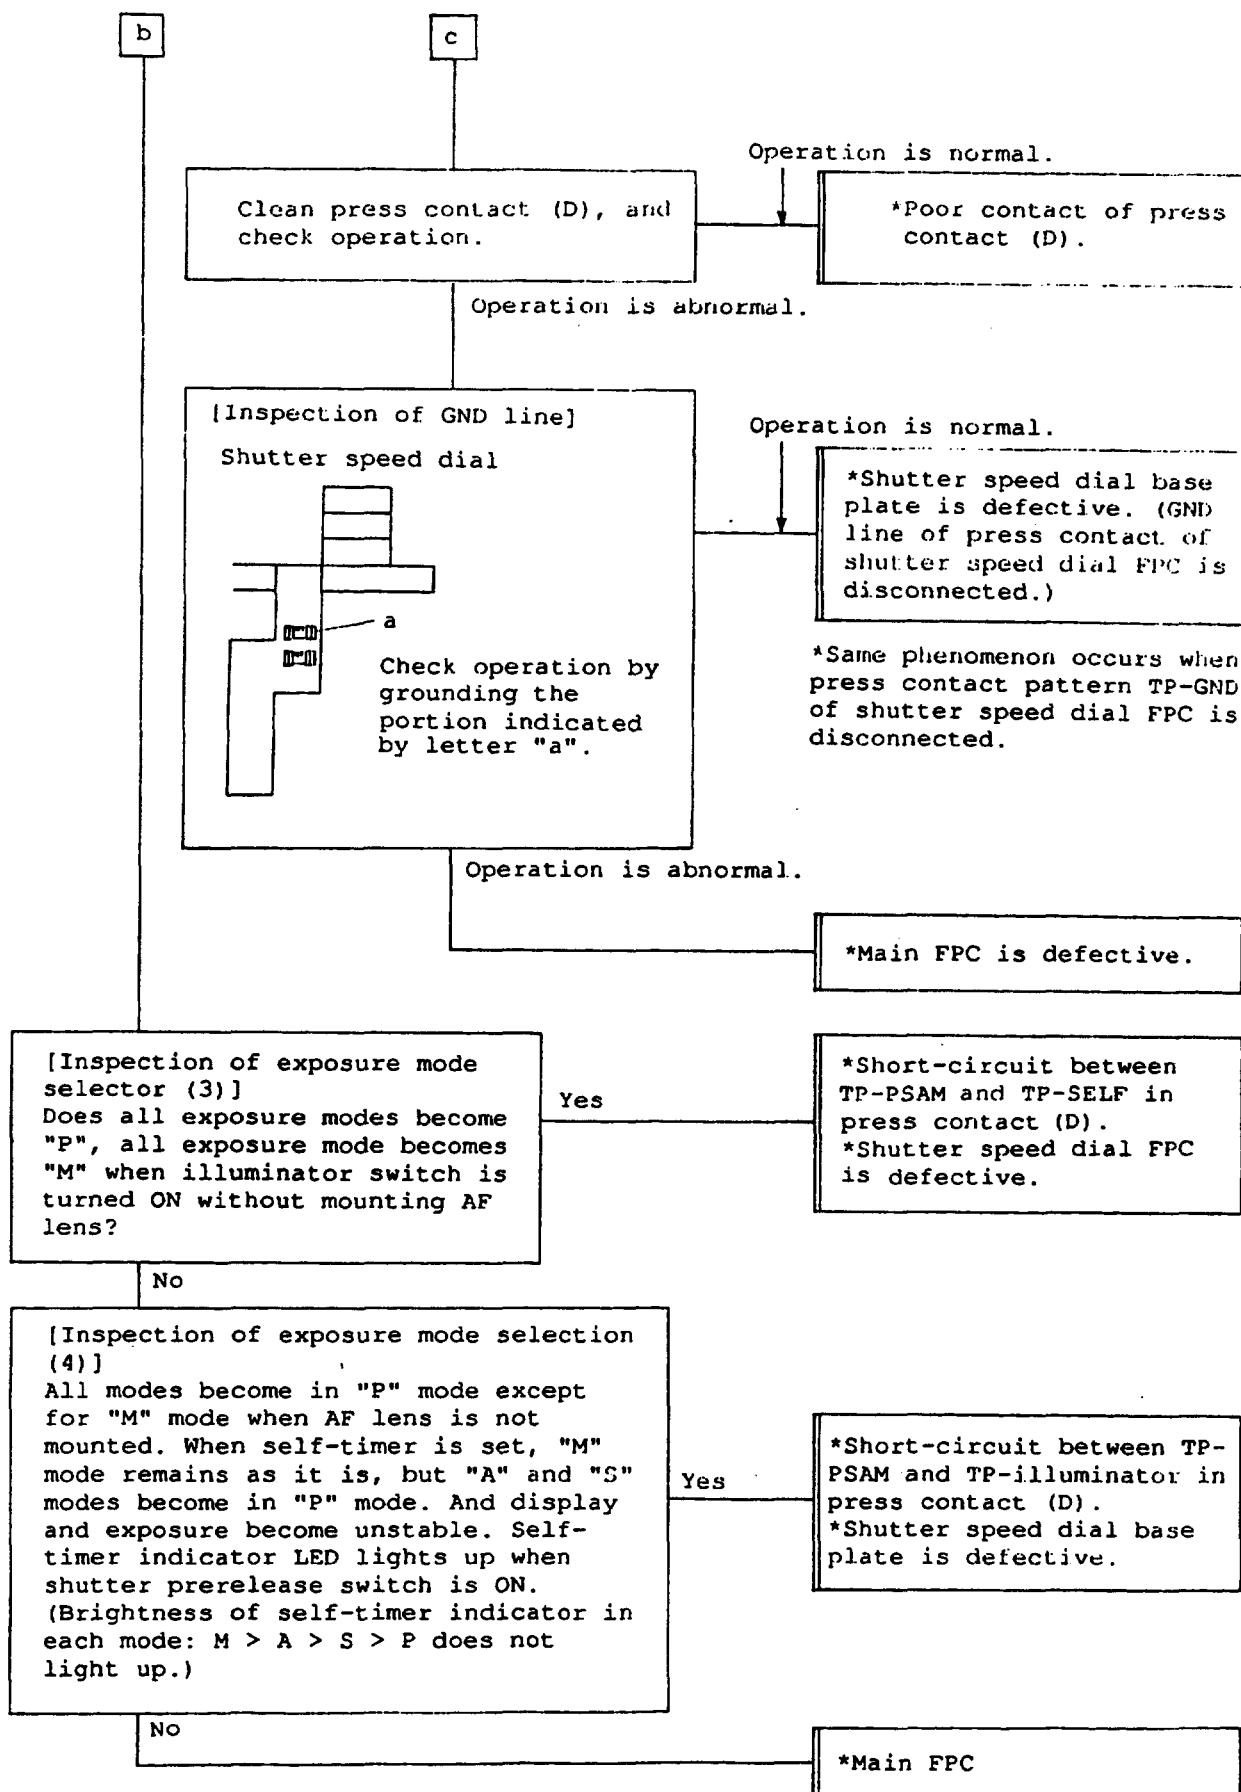 b
c
Operation is normal.
Clean press contact (D), and
check operation.
*Poor contact of press
contact (D).
Operation is abnormal.
[Inspection of GND line]
Shutter speed dial
a
Check operation by
grounding the
portion indicated
by letter "a".
Operation is normal.
*Shutter speed dial base
plate is defective. (GND
line of press contact of
shutter speed dial FPC is
disconnected.)
*Same phenomenon occurs when
press contact pattern TP-GND
of shutter speed dial FPC is
disconnected.
Operation is abnormal.
*Main FPC is defective.
[Inspection of exposure mode
selector (3)]
Does all exposure modes become
"P", all exposure mode becomes
"M" when illuminator switch is
turned ON without mounting AF
lens?
Yes
*Short-circuit between
TP-PSAM and TP-SELF in
press contact (D).
*Shutter speed dial FPC
is defective.
No
[Inspection of exposure mode selection
(4)]
All modes become in "P" mode except
for "M" mode when AF lens is not
mounted. When self-timer is set, "M"
mode remains as it is, but "A" and "S"
modes become in "P" mode. And display
and exposure become unstable. Self-
timer indicator LED lights up when
shutter prerelease switch is ON.
(Brightness of self-timer indicator in
each mode: M > A > S > P does not
light up.)
Yes
*Short-circuit between TP-
PSAM and TP-illuminator in
press contact (D).
*Shutter speed dial base
plate is defective.
No
*Main FPC